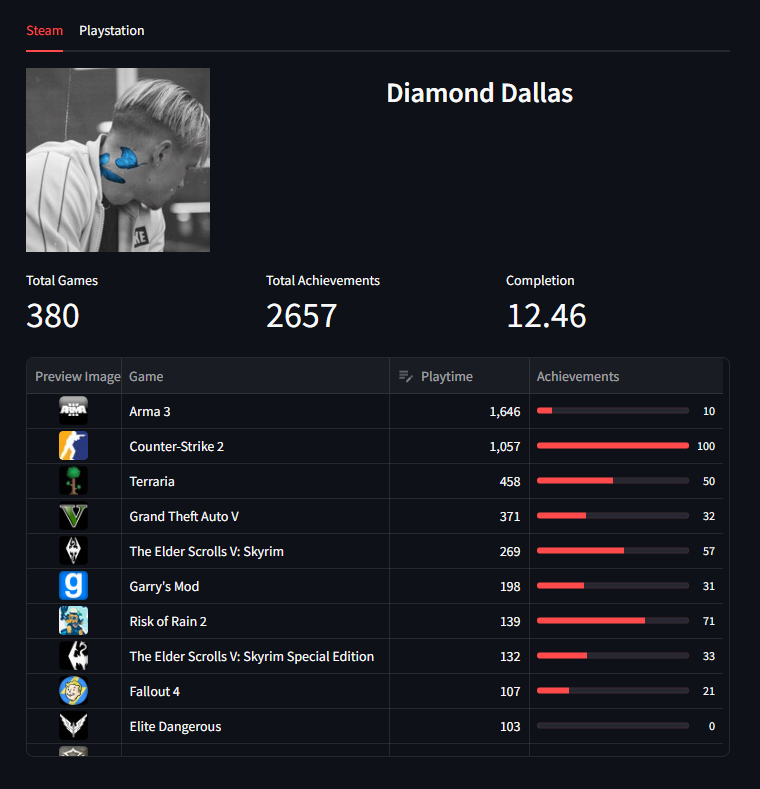 Steam Playstation
Diamond Dallas
Total Games Total Achievements Completion
380 2657 12.46
Preview Image Game Playtime Achievements
Arma 3 1,646 10
Counter-Strike 2 1,057 100
Terraria 458 50
Grand Theft Auto V 371 32
The Elder Scrolls V: Skyrim 269 57
Garry's Mod 198 31
Risk of Rain 2 139 71
The Elder Scrolls V: Skyrim Special Edition 132 33
Fallout 4 107 21
Elite Dangerous 103 0